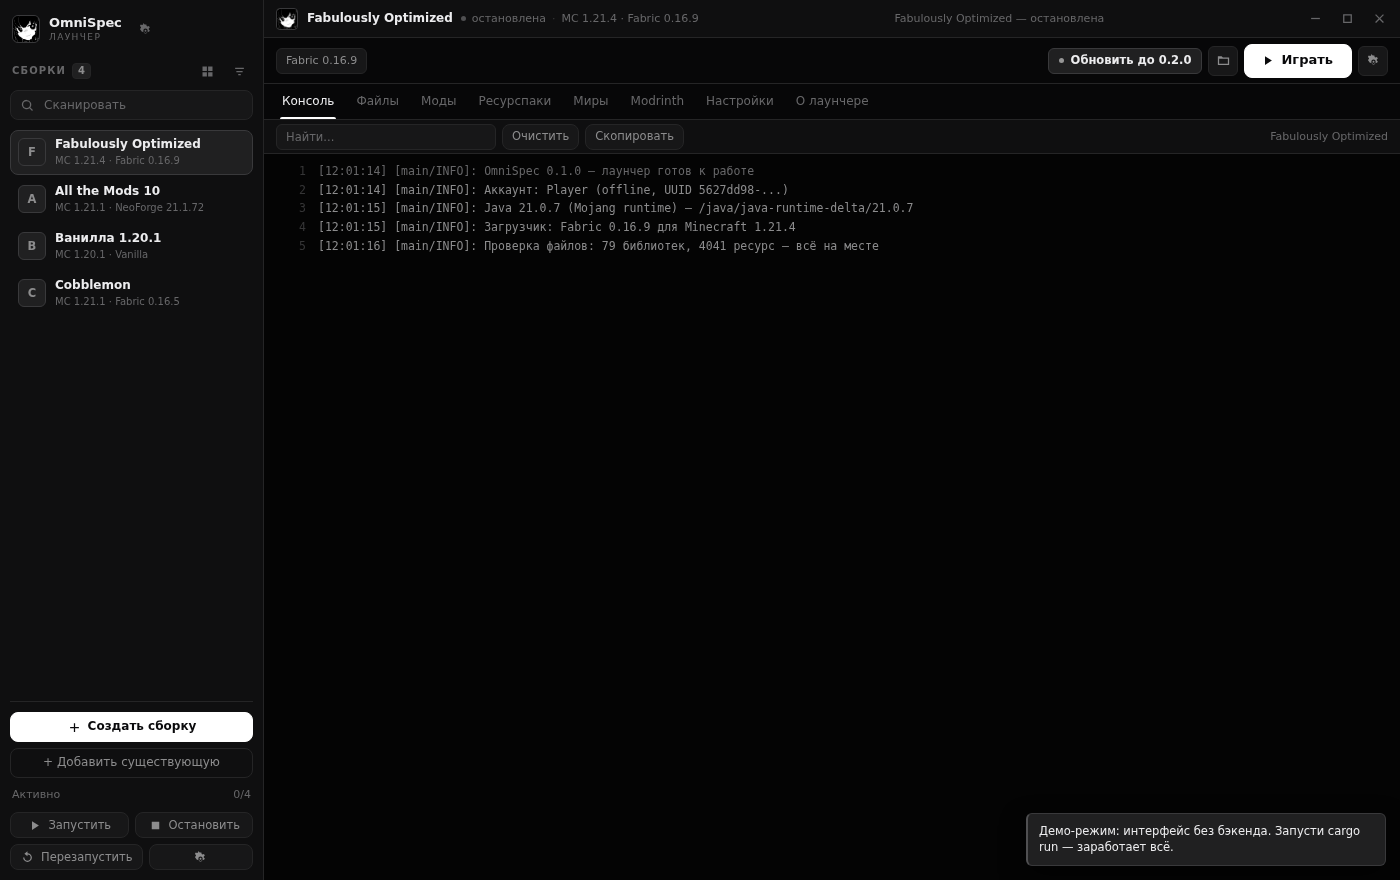 OmniSpec
ЛАУНЧЕР
СБОРКИ 4
Сканировать
F
Fabulously Optimized
MC 1.21.4 · Fabric 0.16.9
A
All the Mods 10
MC 1.21.1 · NeoForge 21.1.72
B
Ванилла 1.20.1
MC 1.20.1 · Vanilla
C
Cobblemon
MC 1.21.1 · Fabric 0.16.5
+ Создать сборку
+ Добавить существующую
Активно 0/4
Запустить
Остановить
Перезапустить
Fabulously Optimized • остановлена · MC 1.21.4 · Fabric 0.16.9
Fabulously Optimized — остановлена
Fabric 0.16.9
• Обновить до 0.2.0
Играть
Консоль Файлы Моды Ресурспаки Миры Modrinth Настройки О лаунчере
Найти...
Очистить
Скопировать
Fabulously Optimized
1 [12:01:14] [main/INFO]: OmniSpec 0.1.0 — лаунчер готов к работе
2 [12:01:14] [main/INFO]: Аккаунт: Player (offline, UUID 5627dd98-...)
3 [12:01:15] [main/INFO]: Java 21.0.7 (Mojang runtime) — /java/java-runtime-delta/21.0.7
4 [12:01:15] [main/INFO]: Загрузчик: Fabric 0.16.9 для Minecraft 1.21.4
5 [12:01:16] [main/INFO]: Проверка файлов: 79 библиотек, 4041 ресурс — всё на месте
Демо-режим: интерфейс без бэкенда. Запусти cargo
run — заработает всё.